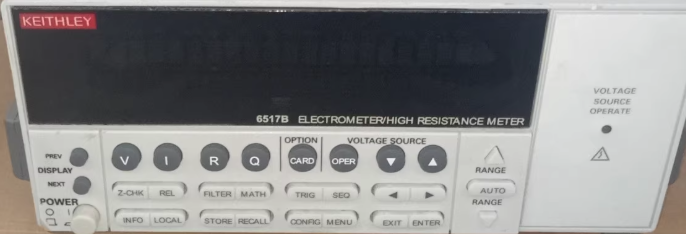 KEITHLEY
6517B ELECTROMETER/HIGH RESISTANCE METER
VOLTAGE
SOURCE
OPERATE
OPTION VOLTAGE SOURCE
PREV
DISPLAY
NEXT
V I R Q CARD OPER
RANGE
AUTO
RANGE
Z-CHK REL FILTER MATH TRIG SEQ
POWER
INFO LOCAL STORE RECALL CONFIG MENU EXIT ENTER